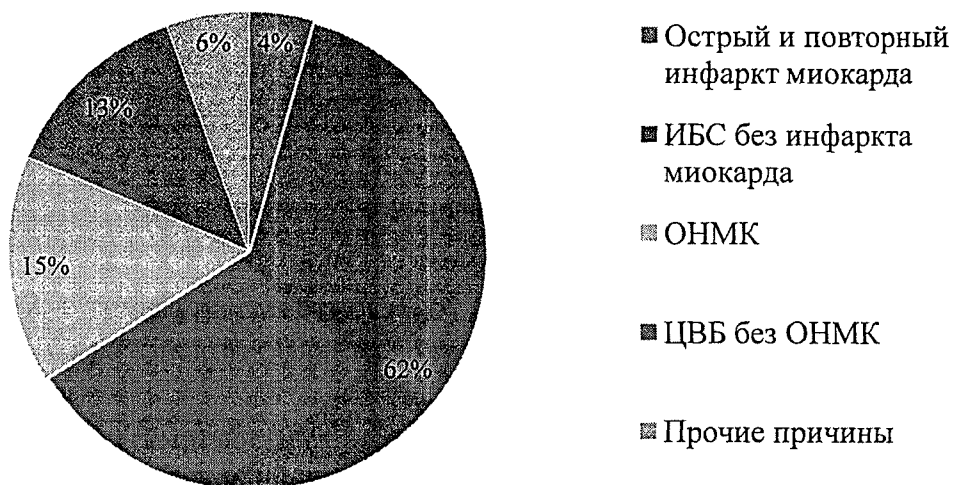 6%
4%
13%
15%
62%
Острый и повторный
инфаркт миокарда
ИБС без инфаркта
миокарда
ОНМК
ЦВБ без ОНМК
Прочие причины